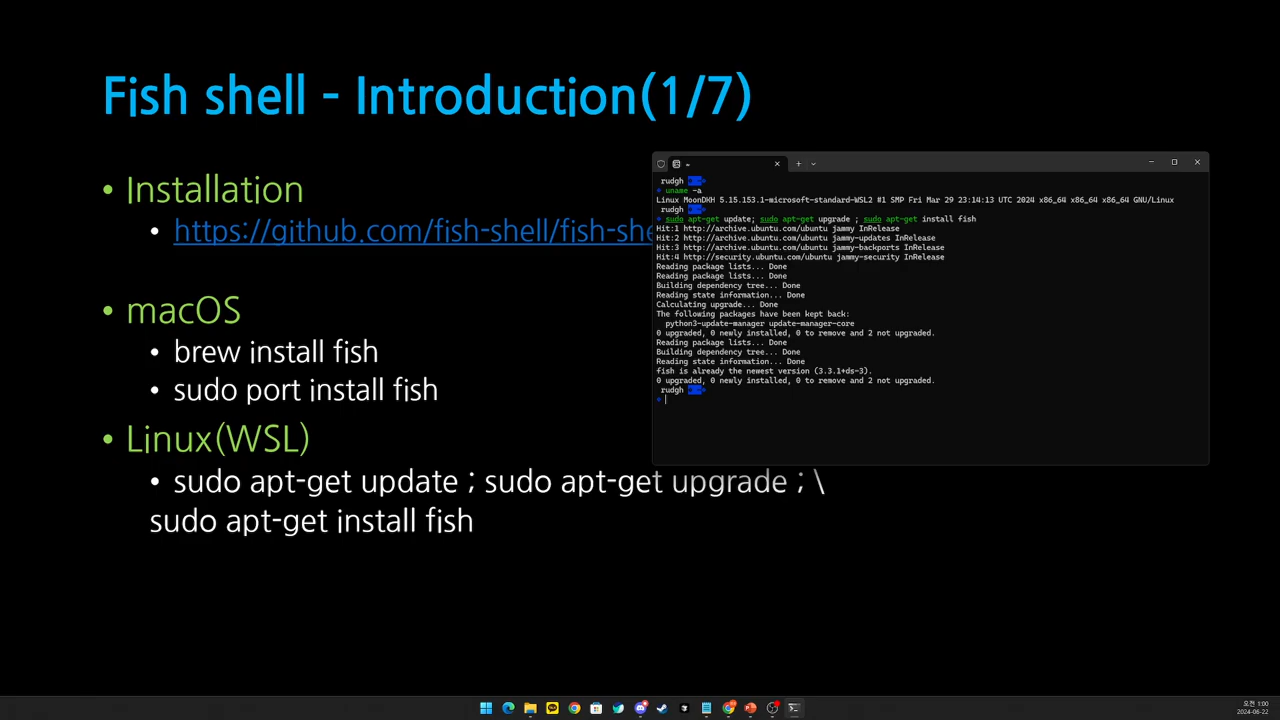 Fish shell - Introduction(1/7)
• Installation
• https://github.com/fish-shell/fish-she
• macOS
• brew install fish
• sudo port install fish
• Linux(WSL)
• sudo apt-get update ; sudo apt-get upgrade ; \
sudo apt-get install fish
rudgh
uname -a
Linux MoonDHH 5.15.153.1-microsoft-standard-WSL2 #1 SMP Fri Mar 29 23:14:13 UTC 2024 x86_64 x86_64 x86_64 GNU/Linux
rudgh
sudo apt-get update; sudo apt-get upgrade ; sudo apt-get install fish
Hit:1 http://archive.ubuntu.com/ubuntu jammy InRelease
Hit:2 http://archive.ubuntu.com/ubuntu jammy-updates InRelease
Hit:3 http://archive.ubuntu.com/ubuntu jammy-backports InRelease
Hit:4 http://security.ubuntu.com/ubuntu jammy-security InRelease
Reading package lists... Done
Reading package lists... Done
Building dependency tree... Done
Reading state information... Done
Calculating upgrade... Done
The following packages have been kept back:
python3-update-manager update-manager-core
0 upgraded, 0 newly installed, 0 to remove and 2 not upgraded.
Reading package lists... Done
Building dependency tree... Done
Reading state information... Done
fish is already the newest version (3.3.1+ds-3).
0 upgraded, 0 newly installed, 0 to remove and 2 not upgraded.
rudgh
오전 1:00
2024-06-22